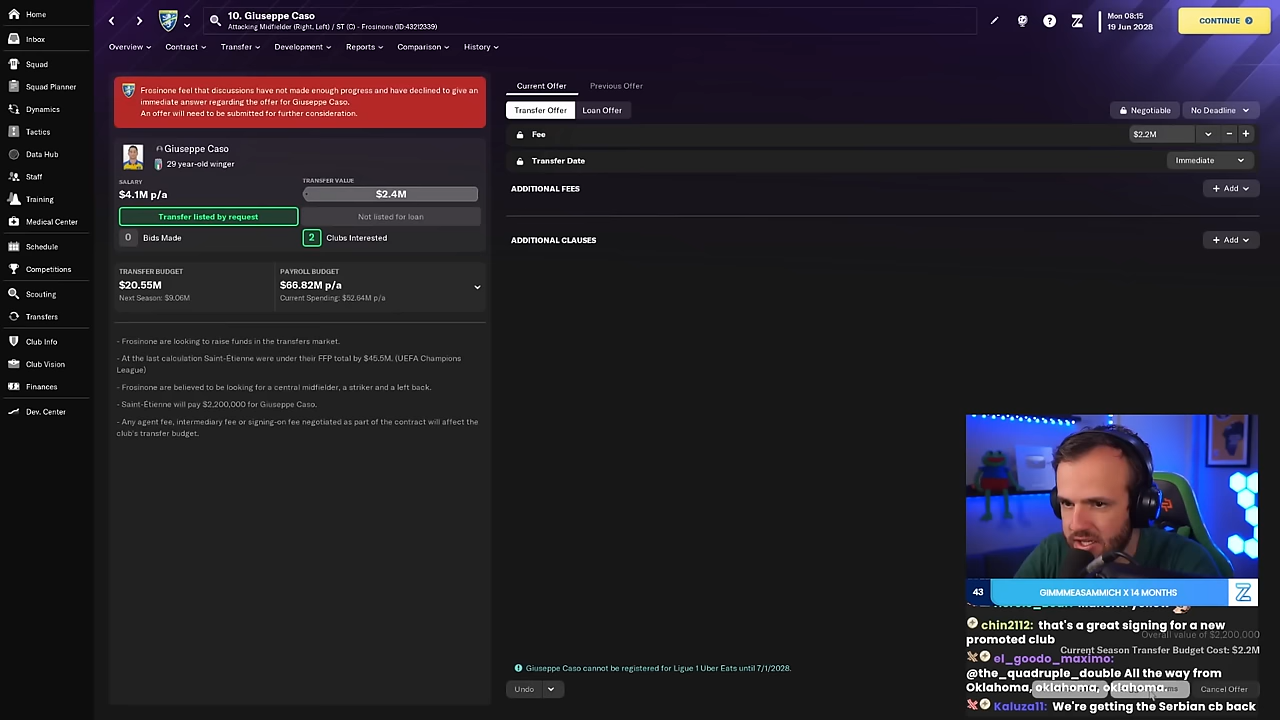 10. Giuseppe Caso
Attacking Midfielder (Right, Left) / ST (C) - Frosinone (ID:43212339)
Mon 08:15
19 Jun 2028
CONTINUE
Home
Inbox
Squad
Squad Planner
Dynamics
Tactics
Data Hub
Staff
Training
Medical Center
Schedule
Competitions
Scouting
Transfers
Club Info
Club Vision
Finances
Dev. Center
Overview
Contract
Transfer
Development
Reports
Comparison
History
Frosinone feel that discussions have not made enough progress and have declined to give an
immediate answer regarding the offer for Giuseppe Caso.
An offer will need to be submitted for further consideration.
Giuseppe Caso
29 year-old winger
SALARY
$4.1M p/a
TRANSFER VALUE
$2.4M
Transfer listed by request
Not listed for loan
0 Bids Made
2 Clubs Interested
TRANSFER BUDGET
$20.55M
Next Season: $9.06M
PAYROLL BUDGET
$66.82M p/a
Current Spending: $52.64M p/a
- Frosinone are looking to raise funds in the transfers market.
- At the last calculation Saint-Étienne were under their FFP total by $45.5M. (UEFA Champions
League)
- Frosinone are believed to be looking for a central midfielder, a striker and a left back.
- Saint-Étienne will pay $2,200,000 for Giuseppe Caso.
- Any agent fee, intermediary fee or signing-on fee negotiated as part of the contract will affect the
club's transfer budget.
Current Offer
Previous Offer
Transfer Offer
Loan Offer
Negotiable
No Deadline
Fee
$2.2M
Transfer Date
Immediate
ADDITIONAL FEES
Add
ADDITIONAL CLAUSES
Add
Giuseppe Caso cannot be registered for Ligue 1 Uber Eats until 7/1/2028.
Undo
43
GIMMMEASAMMICH X 14 MONTHS
Z
chin2112: that's a great signing for a new
promoted club
Overall value of $2,200,000
Current Season Transfer Budget Cost: $2.2M
el_goodo_maximo:
@the_quadruple_double All the way from
Oklahoma, oklahoma, oklahoma.
Cancel Offer
Kaluza11: We're getting the Serbian cb back